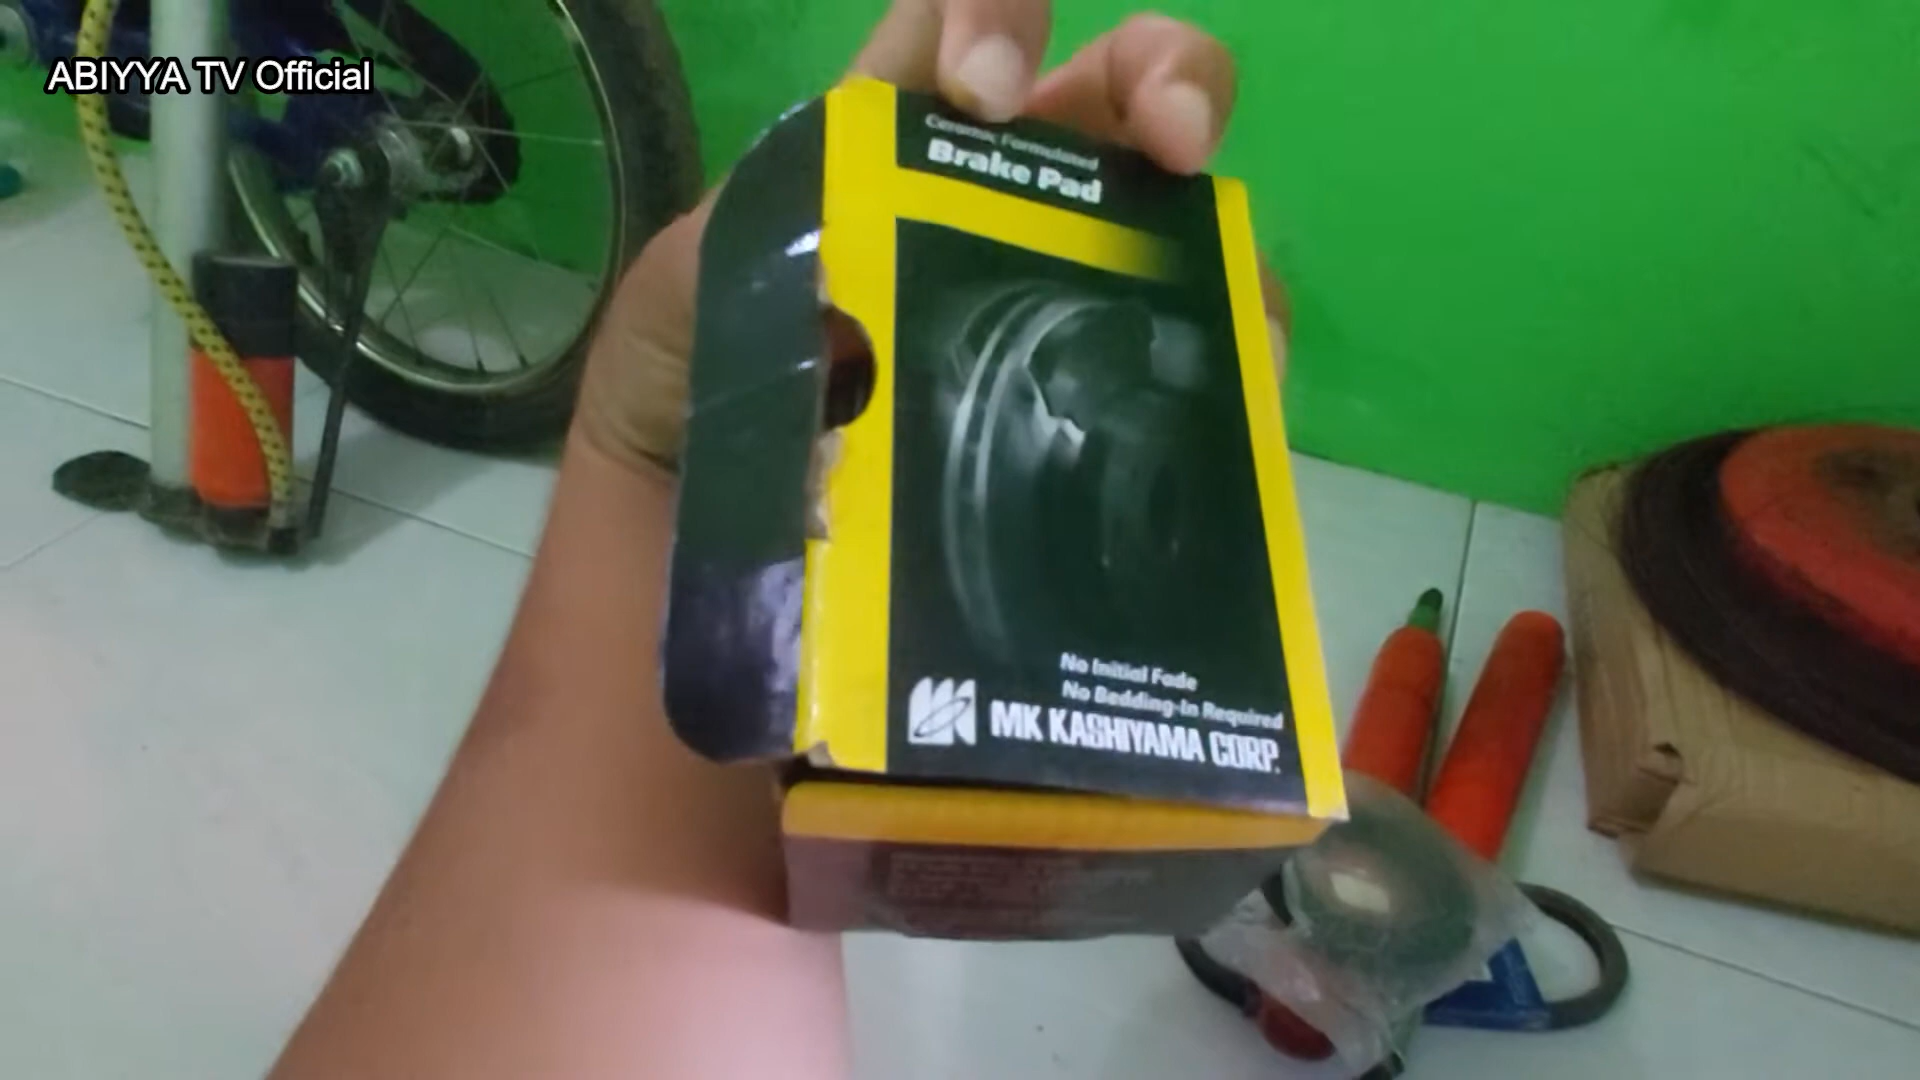 ABIYYA TV Official
Ceramic Formulated
Brake Pad
No Initial Fade
No Bedding-In Required
MK KASHIYAMA CORP.